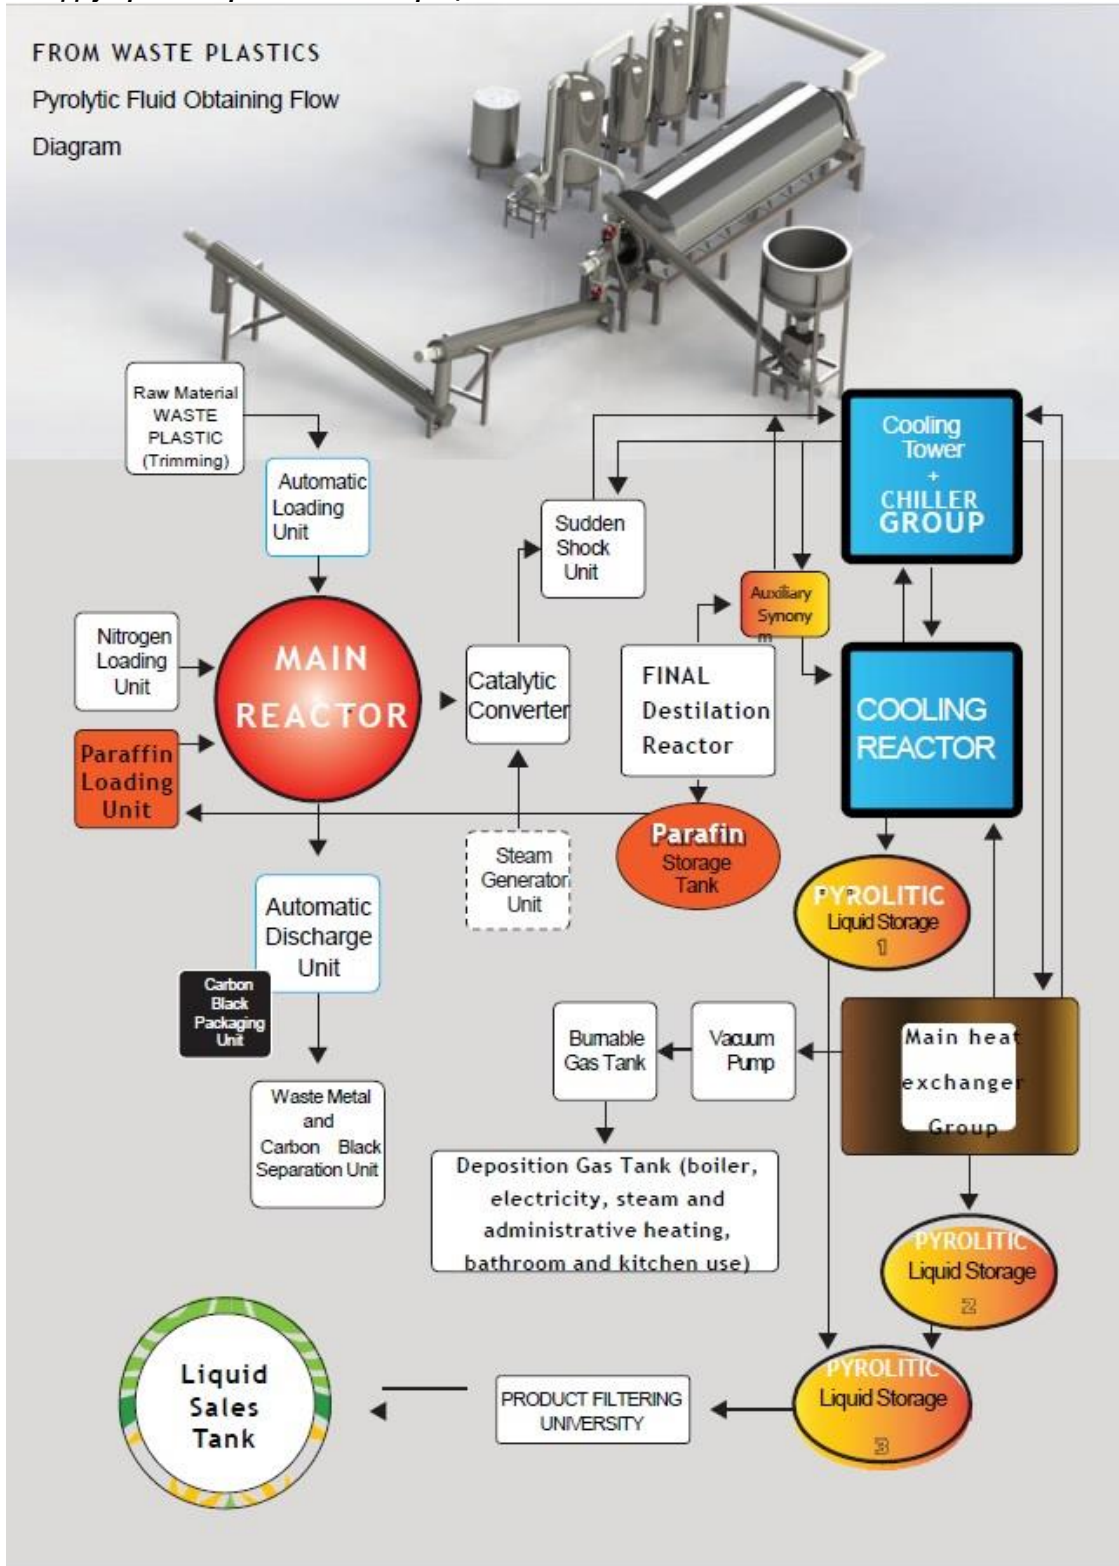 FROM WASTE PLASTICS
Pyrolytic Fluid Obtaining Flow
Diagram
Raw Material
WASTE
PLASTIC
(Trimming)
Automatic
Loading
Unit
Nitrogen
Loading
Unit
MAIN
REACTOR
Paraffin
Loading
Unit
Catalytic
Converter
Sudden
Shock
Unit
Steam
Generator
Unit
FINAL
Destilation
Reactor
Auxiliary
Synony
m
Cooling
Tower
+
CHILLER
GROUP
COOLING
REACTOR
Parafin
Storage
Tank
PYROLITIC
Liquid Storage
1
Automatic
Discharge
Unit
Carbon
Black
Packaging
Unit
Waste Metal
and
Carbon Black
Separation Unit
Burnable
Gas Tank
Vacuum
Pump
Main heat
exchanger
Group
Deposition Gas Tank (boiler,
electricity, steam and
administrative heating,
bathroom and kitchen use)
PYROLITIC
Liquid Storage
2
PYROLITIC
Liquid Storage
3
PRODUCT FILTERING
UNIVERSITY
Liquid
Sales
Tank